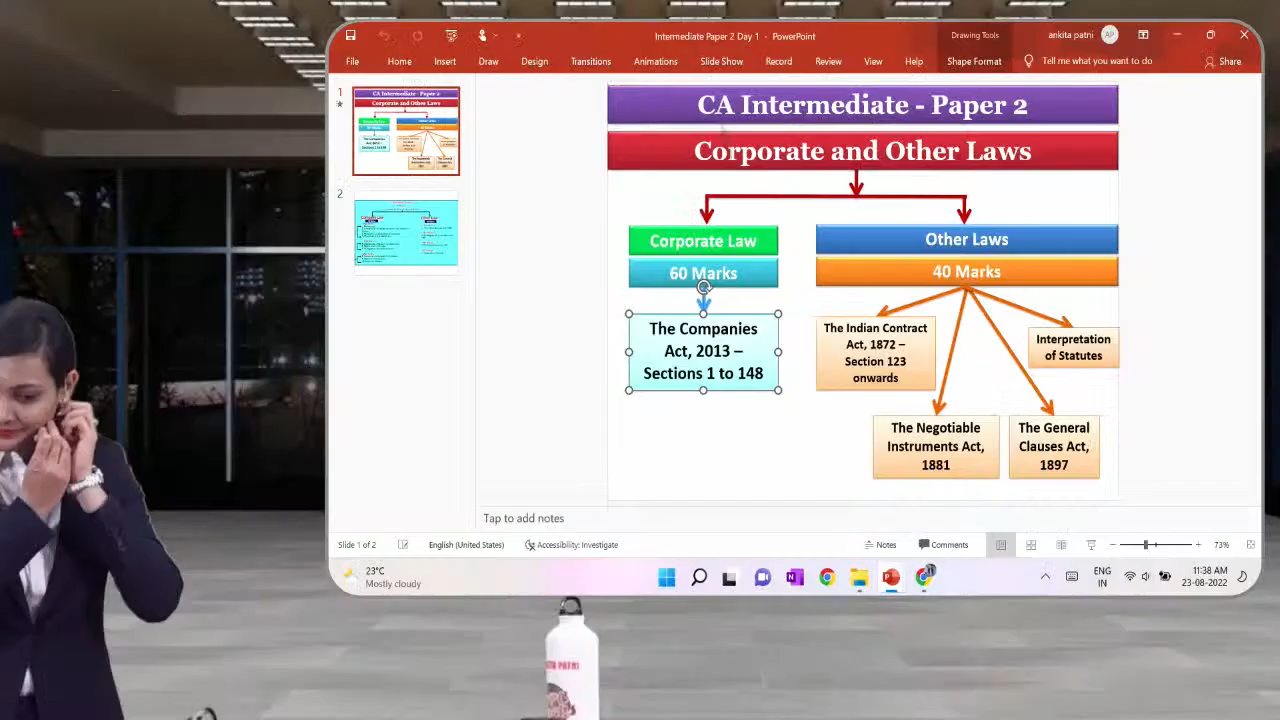 Intermediate Paper 2 Day 1 - PowerPoint
Drawing Tools
ankita patni
AP
File
Home
Insert
Draw
Design
Transitions
Animations
Slide Show
Record
Review
View
Help
Shape Format
Tell me what you want to do
Share
1
2
CA Intermediate - Paper 2
Corporate and Other Laws
Corporate Law
60 Marks
The Companies
Act, 2013 –
Sections 1 to 148
Other Laws
40 Marks
The Indian Contract
Act, 1872 –
Section 123
onwards
Interpretation
of Statutes
The Negotiable
Instruments Act,
1881
The General
Clauses Act,
1897
Tap to add notes
Slide 1 of 2
English (United States)
Accessibility: Investigate
Notes
Comments
73%
23°C
Mostly cloudy
ENG
IN
11:38 AM
23-08-2022
PATNI